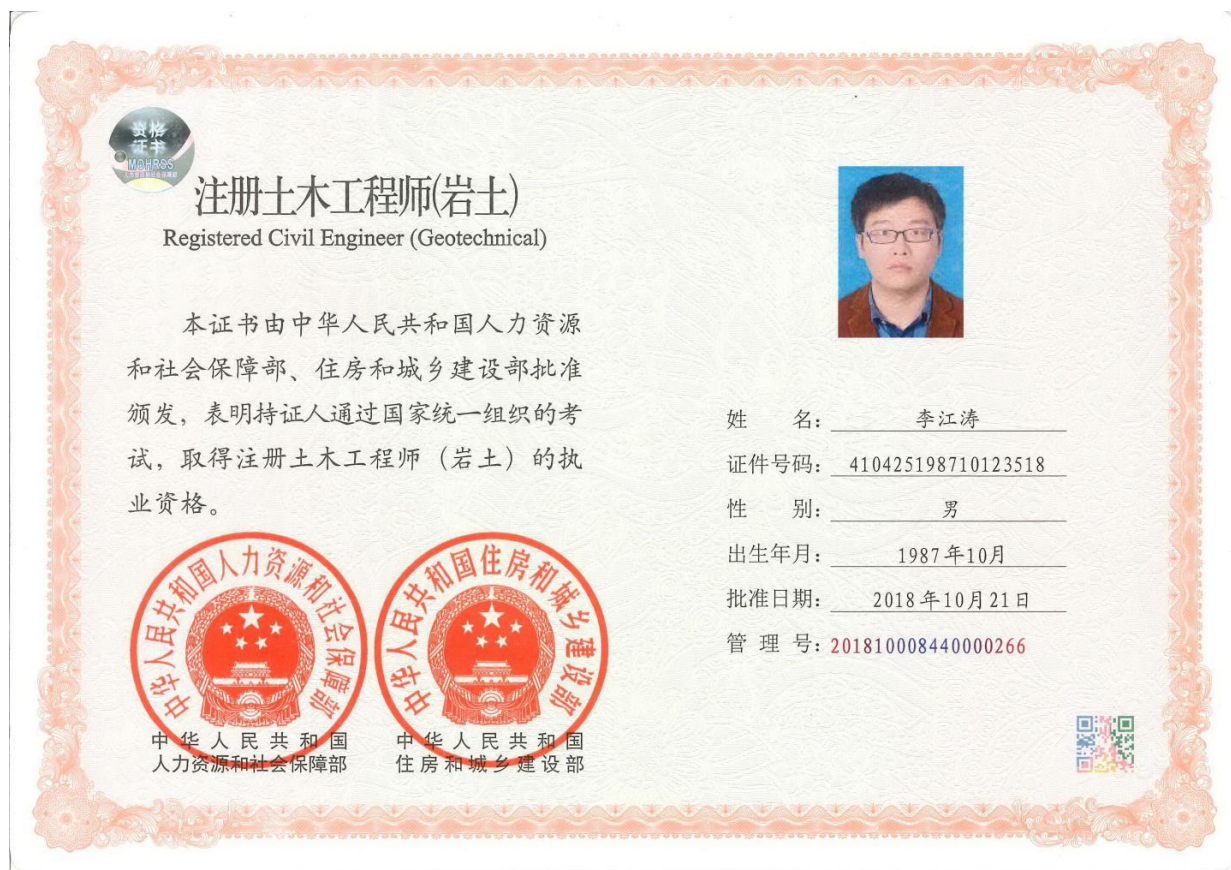 资格
证书
MOHRSS
注册土木工程师(岩土)
Registered Civil Engineer (Geotechnical)
本证书由中华人民共和国人力资源
和社会保障部、住房和城乡建设部批准
颁发，表明持证人通过国家统一组织的考
试，取得注册土木工程师（岩土）的执
业资格。
中华人民共和国人力资源和社会保障部
中华人民共和国住房和城乡建设部
中华人民共和国
人力资源和社会保障部
中华人民共和国
住房和城乡建设部
姓名：李江涛
证件号码：410425198710123518
性别：男
出生年月：1987年10月
批准日期：2018年10月21日
管理号：201810008440000266